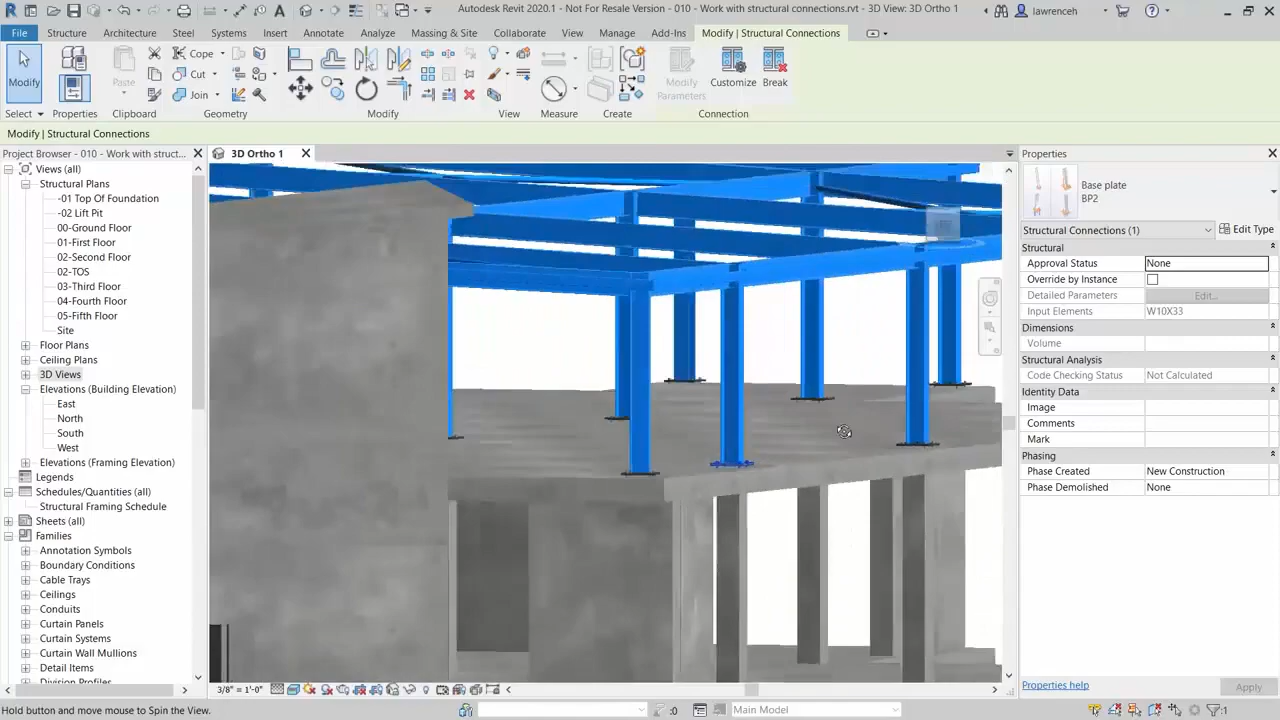 Autodesk Revit 2020.1 - Not For Resale Version - 010 - Work with structural connections.rvt - 3D View: 3D Ortho 1
lawrenceh
File
Structure
Architecture
Steel
Systems
Insert
Annotate
Analyze
Massing & Site
Collaborate
View
Manage
Add-Ins
Modify | Structural Connections
Modify
Paste
Cope
Cut
Join
Modify Parameters
Customize
Break
Select
Properties
Clipboard
Geometry
Modify
View
Measure
Create
Connection
Modify | Structural Connections
Project Browser - 010 - Work with struct...
Views (all)
Structural Plans
-01 Top Of Foundation
-02 Lift Pit
00-Ground Floor
01-First Floor
02-Second Floor
02-TOS
03-Third Floor
04-Fourth Floor
05-Fifth Floor
Site
Floor Plans
Ceiling Plans
3D Views
Elevations (Building Elevation)
East
North
South
West
Elevations (Framing Elevation)
Legends
Schedules/Quantities (all)
Structural Framing Schedule
Sheets (all)
Families
Annotation Symbols
Boundary Conditions
Cable Trays
Ceilings
Conduits
Curtain Panels
Curtain Systems
Curtain Wall Mullions
Detail Items
Division Profiles
3D Ortho 1
3/8" = 1'-0"
Properties
Base plate
BP2
Structural Connections (1)
Edit Type
Structural
Approval Status None
Override by Instance
Detailed Parameters Edit...
Input Elements W10X33
Dimensions
Volume
Structural Analysis
Code Checking Status Not Calculated
Identity Data
Image
Comments
Mark
Phasing
Phase Created New Construction
Phase Demolished None
Properties help
Apply
Hold button and move mouse to Spin the View.
:0
Main Model
:1